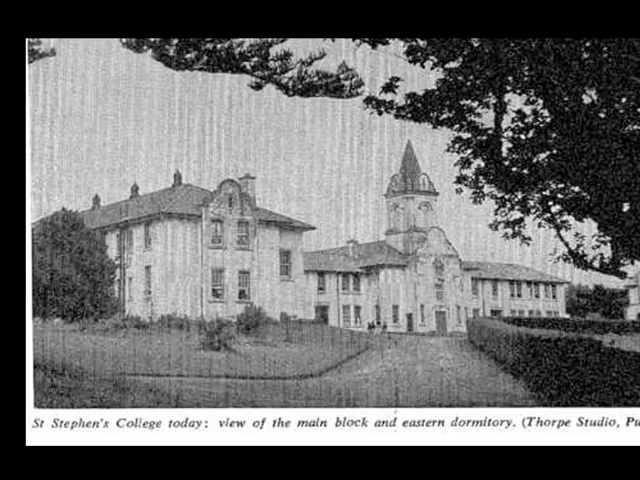 St Stephen's College today: view of the main block and eastern dormitory. (Thorpe Studio,